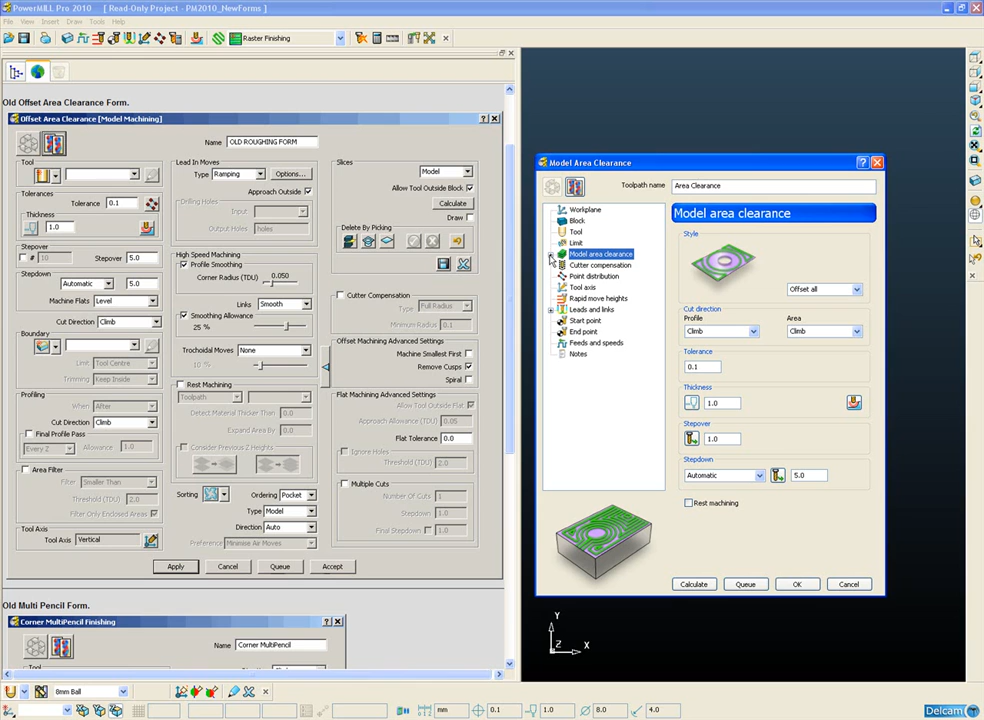 PowerMILL Pro 2010 [ Read-Only Project - PM2010_NewForms ]
File View Insert Draw Tools Help
Raster Finishing
Old Offset Area Clearance Form.
Offset Area Clearance [Model Machining]
Name OLD ROUGHING FORM
Tool
Tolerances
Tolerance 0.1
Thickness
1.0
Stepover
# 10 Stepover 5.0
Stepdown
Automatic 5.0
Machine Flats Level
Cut Direction Climb
Boundary
Limit Tool Centre
Trimming Keep Inside
Profiling
When After
Cut Direction Climb
Final Profile Pass
Every Z Allowance 1.0
Area Filter
Filter Smaller Than
Threshold (TDU) 2.0
Filter Only Enclosed Areas
Tool Axis
Tool Axis Vertical
Lead In Moves
Type Ramping Options...
Approach Outside
Drilling Holes
Input
Output Holes holes
High Speed Machining
Profile Smoothing
Corner Radius (TDU) 0.050
Links Smooth
Smoothing Allowance
25 %
Trochoidal Moves None
10 %
Rest Machining
Toolpath
Detect Material Thicker Than 0.0
Expand Area By 0.0
Consider Previous Z Heights
Sorting Ordering Pocket
Type Model
Direction Auto
Preference Minimise Air Moves
Slices
Model
Allow Tool Outside Block
Calculate
Draw
Delete By Picking
Cutter Compensation
Type Full Radius
Minimum Radius 0.1
Offset Machining Advanced Settings
Machine Smallest First
Remove Cusps
Spiral
Flat Machining Advanced Settings
Allow Tool Outside Flat
Approach Allowance (TDU) 0.05
Flat Tolerance 0.0
Ignore Holes
Threshold (TDU) 2.0
Multiple Cuts
Number Of Cuts 1
Stepdown 1.0
Final Stepdown 1.0
Apply Cancel Queue Accept
Old Multi Pencil Form.
Corner MultiPencil Finishing
Name Corner MultiPencil
Tool
Model Area Clearance
Toolpath name Area Clearance
Workplane
Block
Tool
Limit
Model area clearance
Cutter compensation
Point distribution
Tool axis
Rapid move heights
Leads and links
Start point
End point
Feeds and speeds
Notes
Model area clearance
Style
Offset all
Cut direction
Profile Area
Climb Climb
Tolerance
0.1
Thickness
1.0
Stepover
1.0
Stepdown
Automatic 5.0
Rest machining
Calculate Queue OK Cancel
Y
Z X
8mm Ball
mm 0.1 1.0 8.0 4.0
Delcam